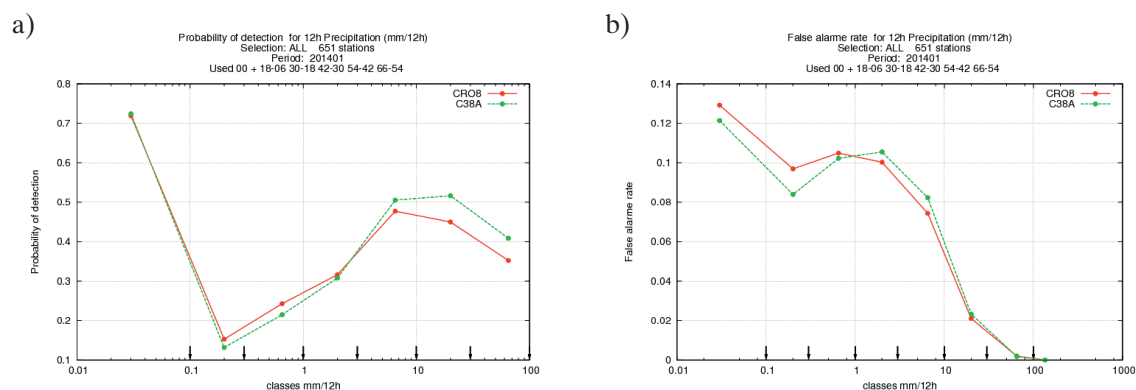 a)
Probability of detection for 12h Precipitation (mm/12h)
Selection: ALL 651 stations
Period: 201401
Used 00 + 18-06 30-18 42-30 54-42 66-54
CRO8
C38A
Probability of detection
0.8
0.7
0.6
0.5
0.4
0.3
0.2
0.1
0.01 0.1 1 10 100
classes mm/12h
b)
False alarme rate for 12h Precipitation (mm/12h)
Selection: ALL 651 stations
Period: 201401
Used 00 + 18-06 30-18 42-30 54-42 66-54
CRO8
C38A
False alarme rate
0.14
0.12
0.1
0.08
0.06
0.04
0.02
0
0.01 0.1 1 10 100 1000
classes mm/12h